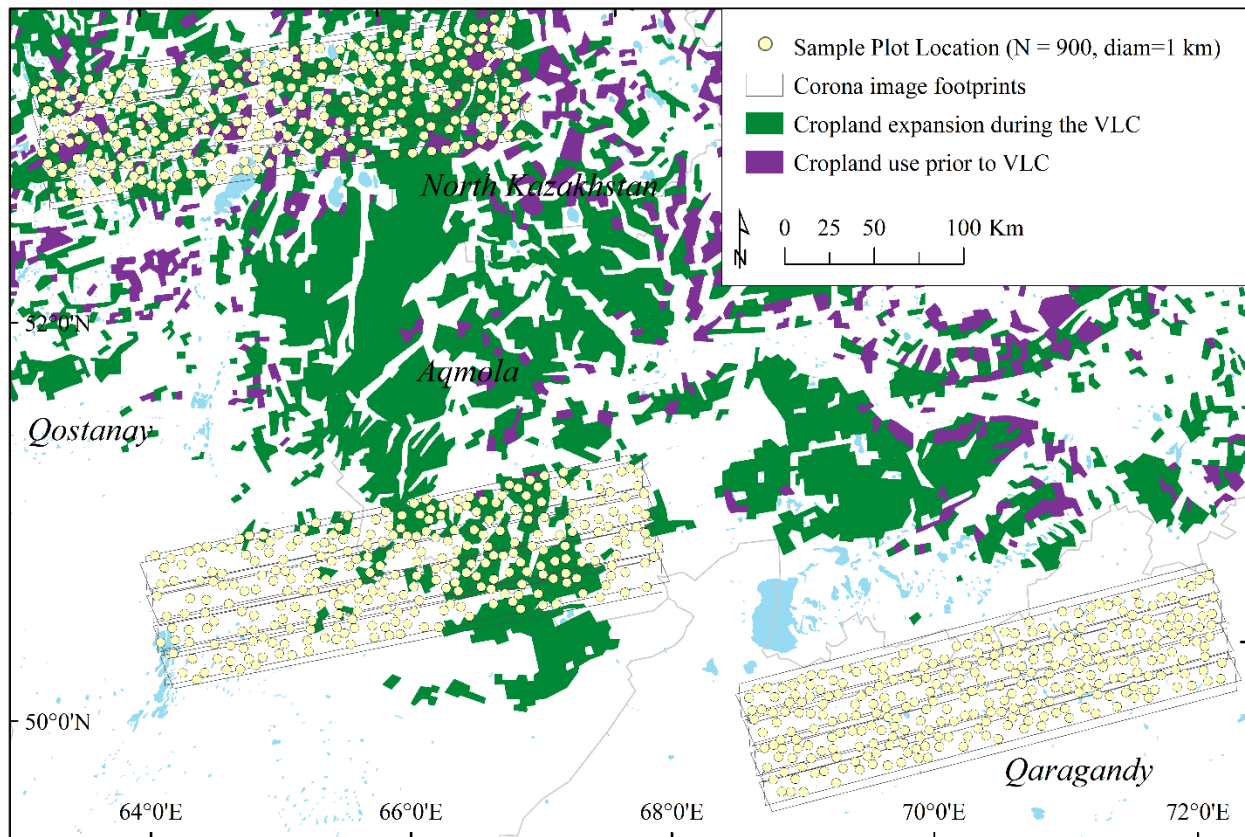 Sample Plot Location (N = 900, diam=1 km)
Corona image footprints
Cropland expansion during the VLC
Cropland use prior to VLC
N
0 25 50 100 Km
North Kazakhstan
52°0'N
Aqmola
Qostanay
50°0'N
Qaragandy
64°0'E 66°0'E 68°0'E 70°0'E 72°0'E